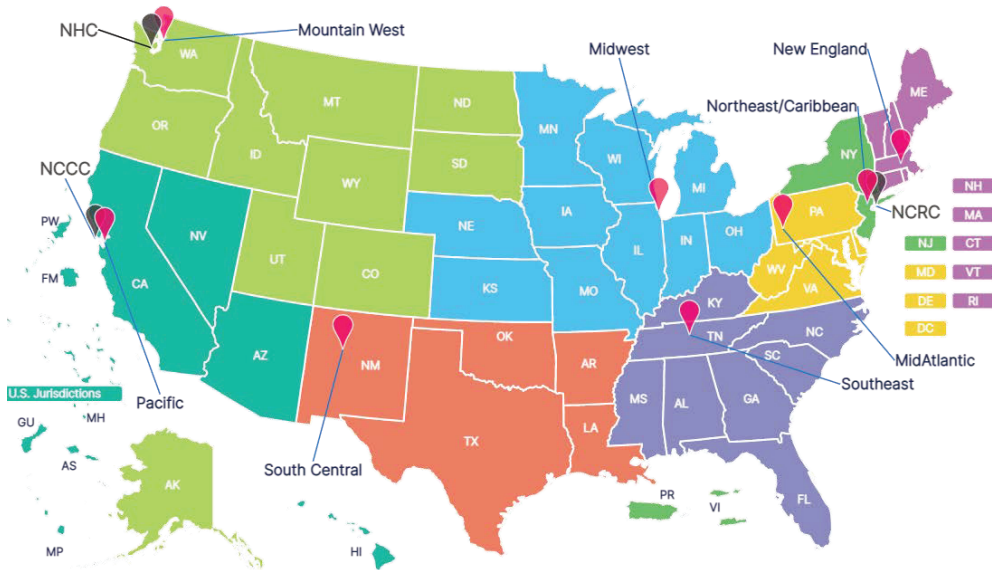 NHC
Mountain West
Midwest
New England
Northeast/Caribbean
WA
MT
ND
MN
ME
OR
ID
SD
WI
MI
NY
WY
NCCC
NH
PW
NV
NE
IA
PA
NCRC
MA
FM
CA
UT
CO
IL
IN
OH
NJ
CT
WV
MD
VT
KS
MO
VA
DE
RI
KY
DC
AZ
NM
OK
TN
NC
MidAtlantic
AR
SC
Southeast
U.S. Jurisdictions
Pacific
MS
AL
GA
GU
MH
LA
TX
AS
South Central
AK
PR
VI
FL
MP
HI